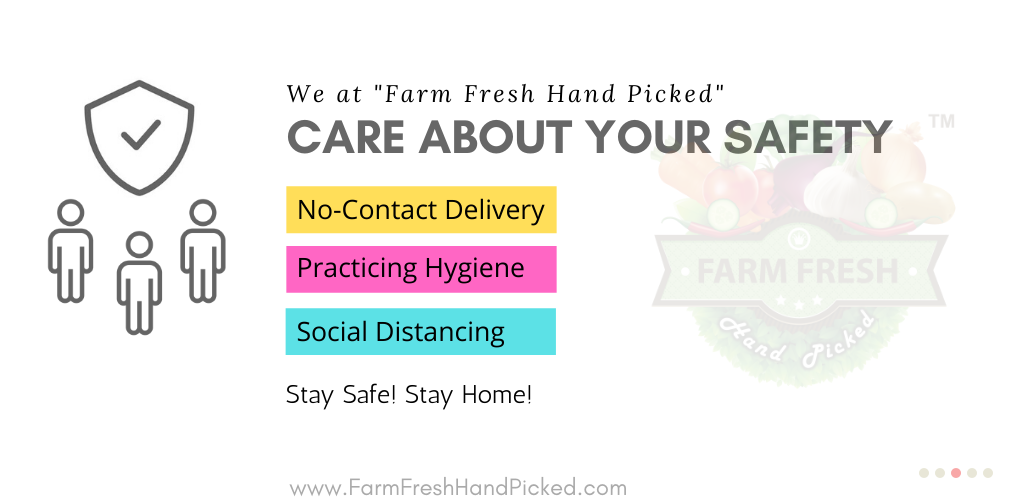 We at "Farm Fresh Hand Picked"
CARE ABOUT YOUR SAFETY
TM
No-Contact Delivery
Practicing Hygiene
FARM FRESH
Social Distancing
Hand Picked
Stay Safe! Stay Home!
www.FarmFreshHandPicked.com